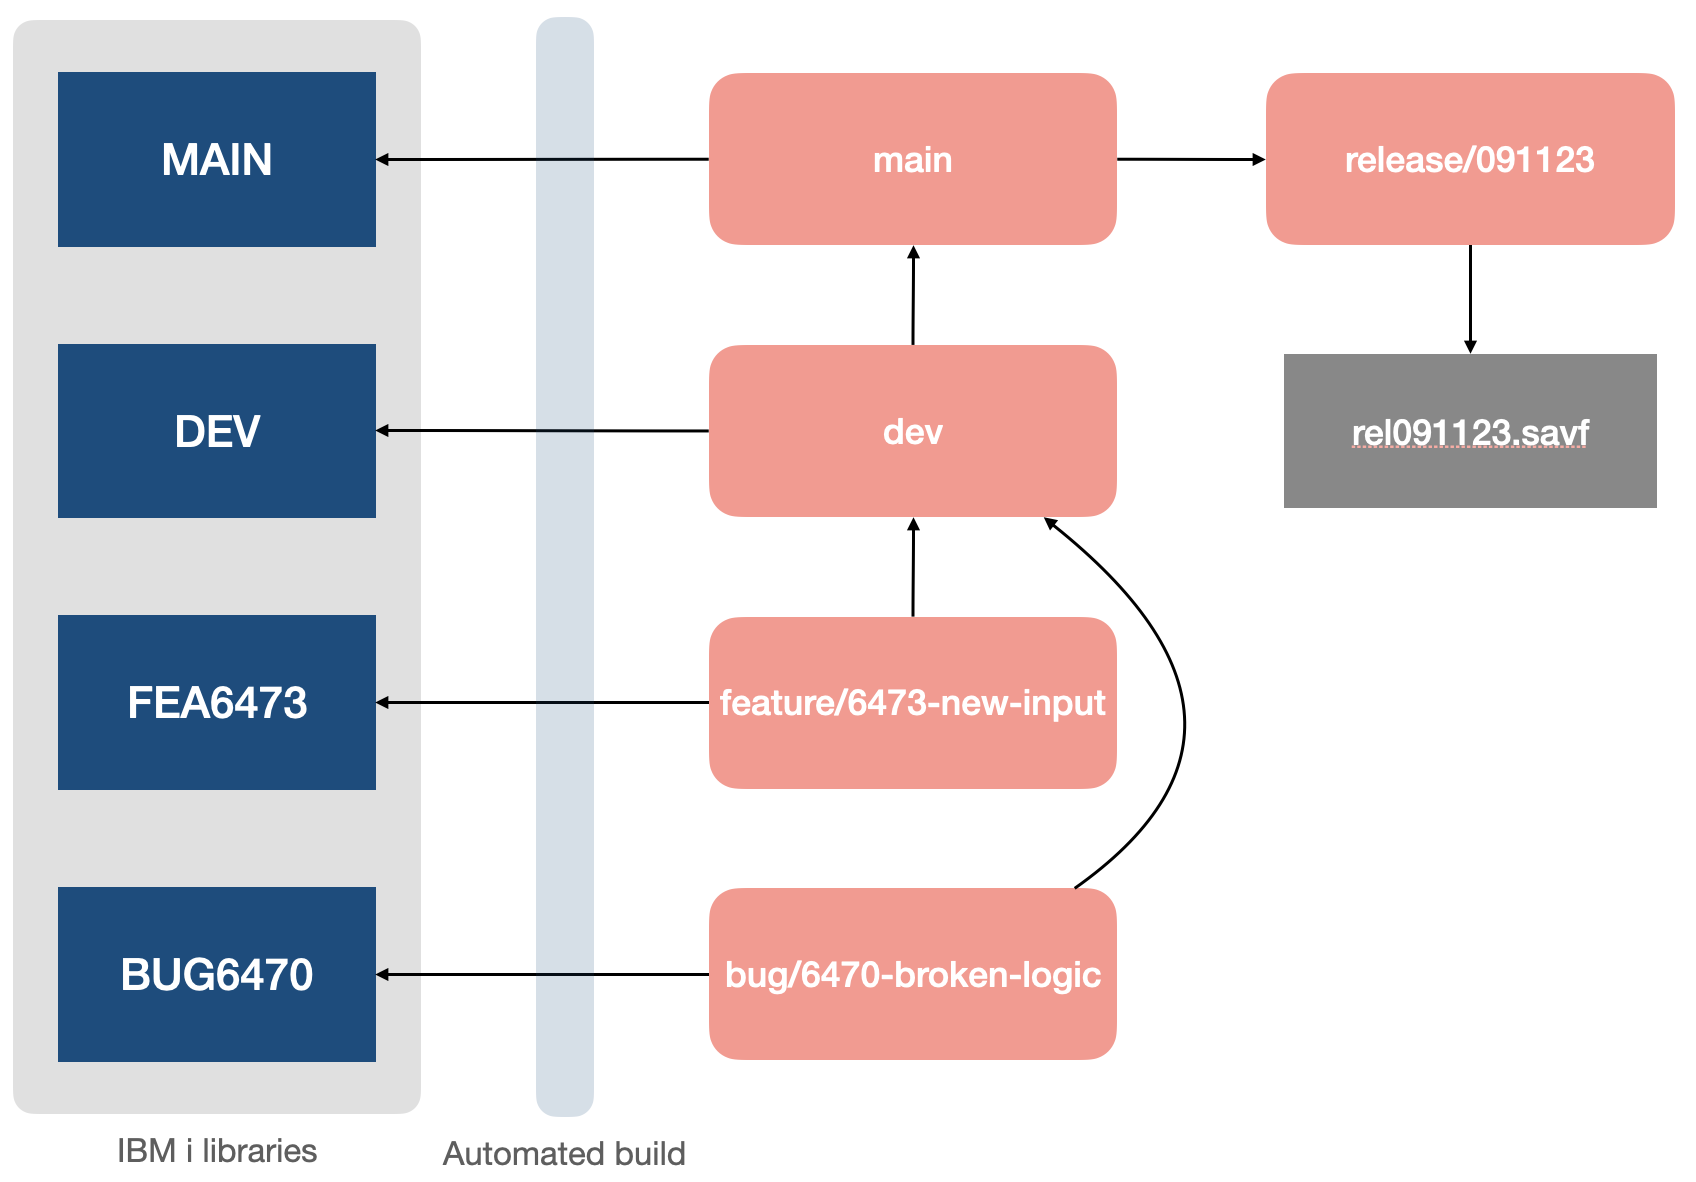 MAIN
main
release/091123
DEV
dev
rel091123.savf
FEA6473
feature/6473-new-input
BUG6470
bug/6470-broken-logic
IBM i libraries
Automated build